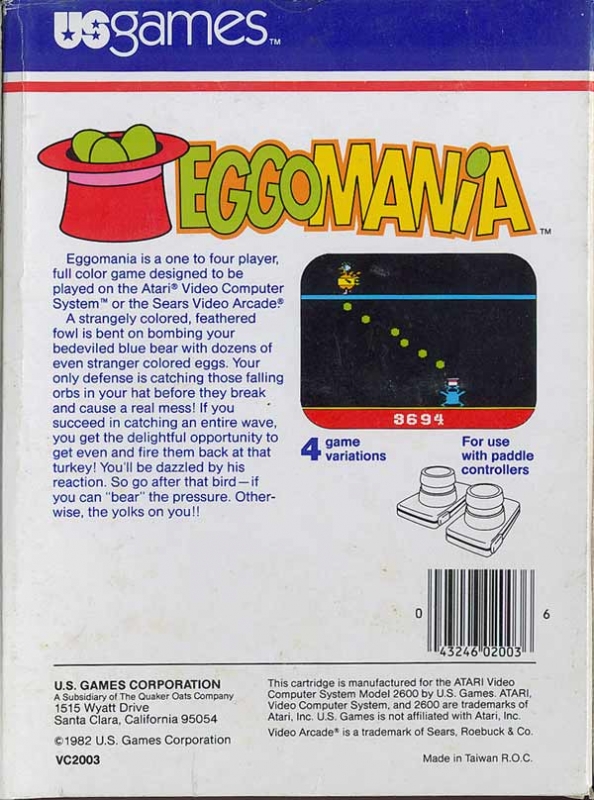 USgames™
EGGOMANiA™
Eggomania is a one to four player,
full color game designed to be
played on the Atari® Video Computer
System™ or the Sears Video Arcade®
A strangely colored, feathered
fowl is bent on bombing your
bedeviled blue bear with dozens of
even stranger colored eggs. Your
only defense is catching those falling
orbs in your hat before they break
and cause a real mess! If you
succeed in catching an entire wave,
you get the delightful opportunity to
get even and fire them back at that
turkey! You'll be dazzled by his
reaction. So go after that bird—if
you can "bear" the pressure. Other-
wise, the yolks on you!!
3694
4 game
variations
For use
with paddle
controllers
0 43246 02003 6
U.S. GAMES CORPORATION
A Subsidiary of The Quaker Oats Company
1515 Wyatt Drive
Santa Clara, California 95054
©1982 U.S. Games Corporation
VC2003
This cartridge is manufactured for the ATARI Video
Computer System Model 2600 by U.S. Games. ATARI,
Video Computer System, and 2600 are trademarks of
Atari, Inc. U.S. Games is not affiliated with Atari, Inc.
Video Arcade® is a trademark of Sears, Roebuck & Co.
Made in Taiwan R.O.C.